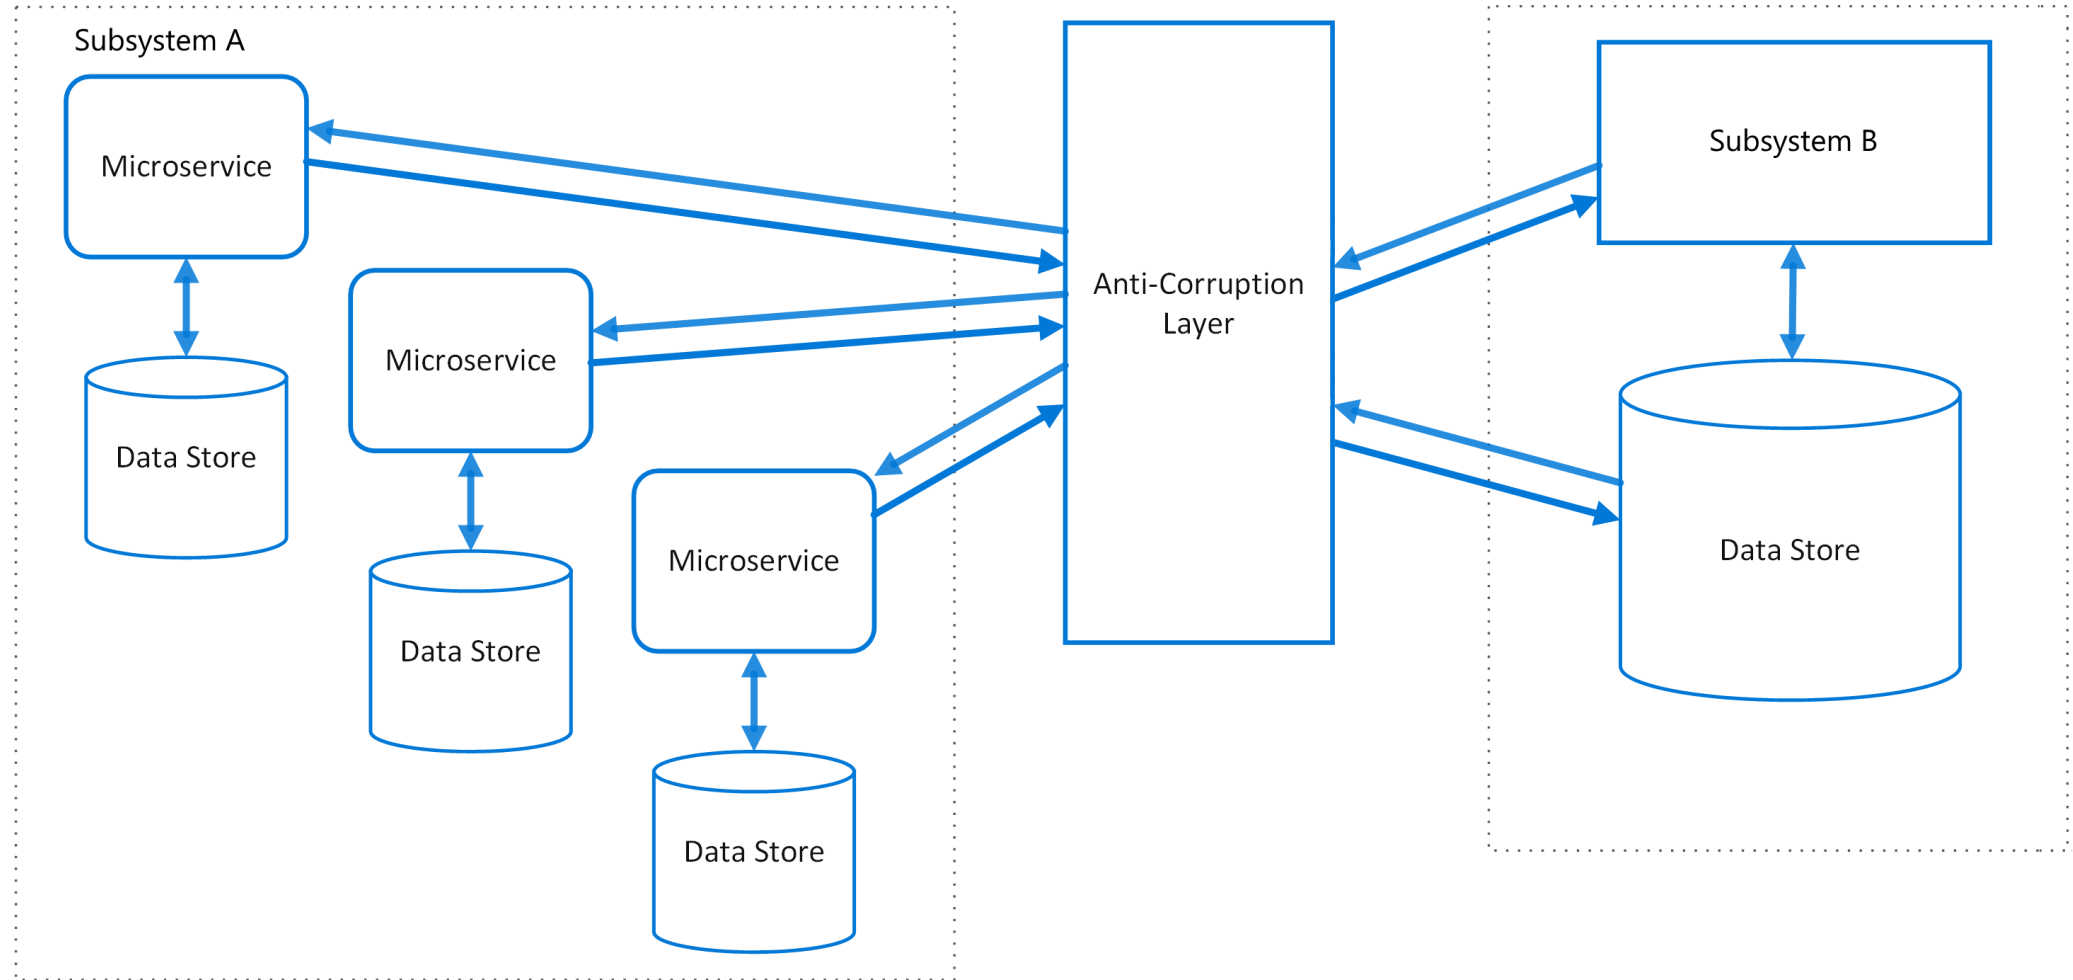 Subsystem A
Microservice
Data Store
Microservice
Data Store
Microservice
Data Store
Anti-Corruption
Layer
Subsystem B
Data Store